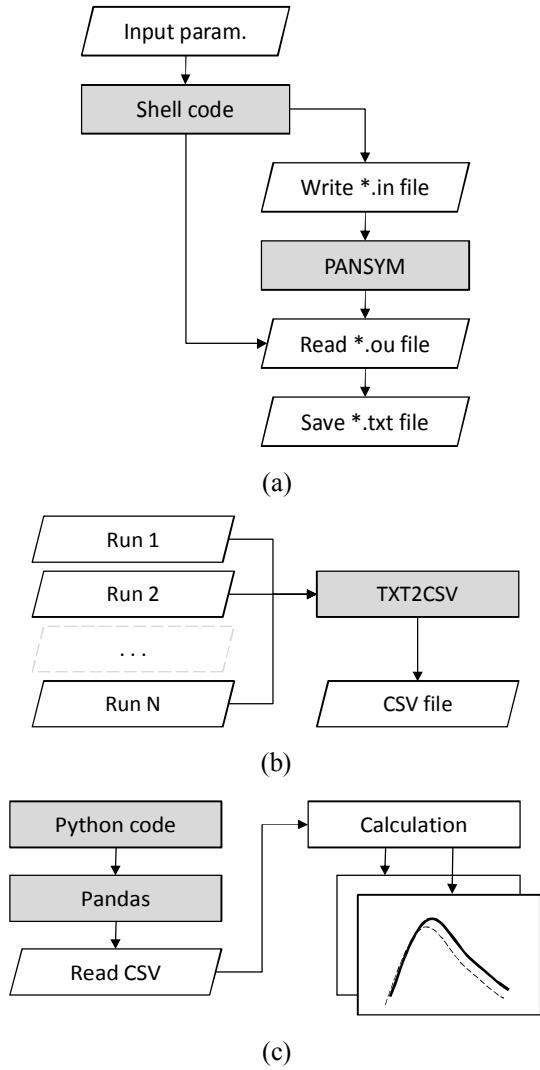 Input param.
Shell code
Write *.in file
PANSYM
Read *.ou file
Save *.txt file
(a)
Run 1
Run 2
. . .
Run N
TXT2CSV
CSV file
(b)
Python code
Pandas
Read CSV
Calculation
(c)